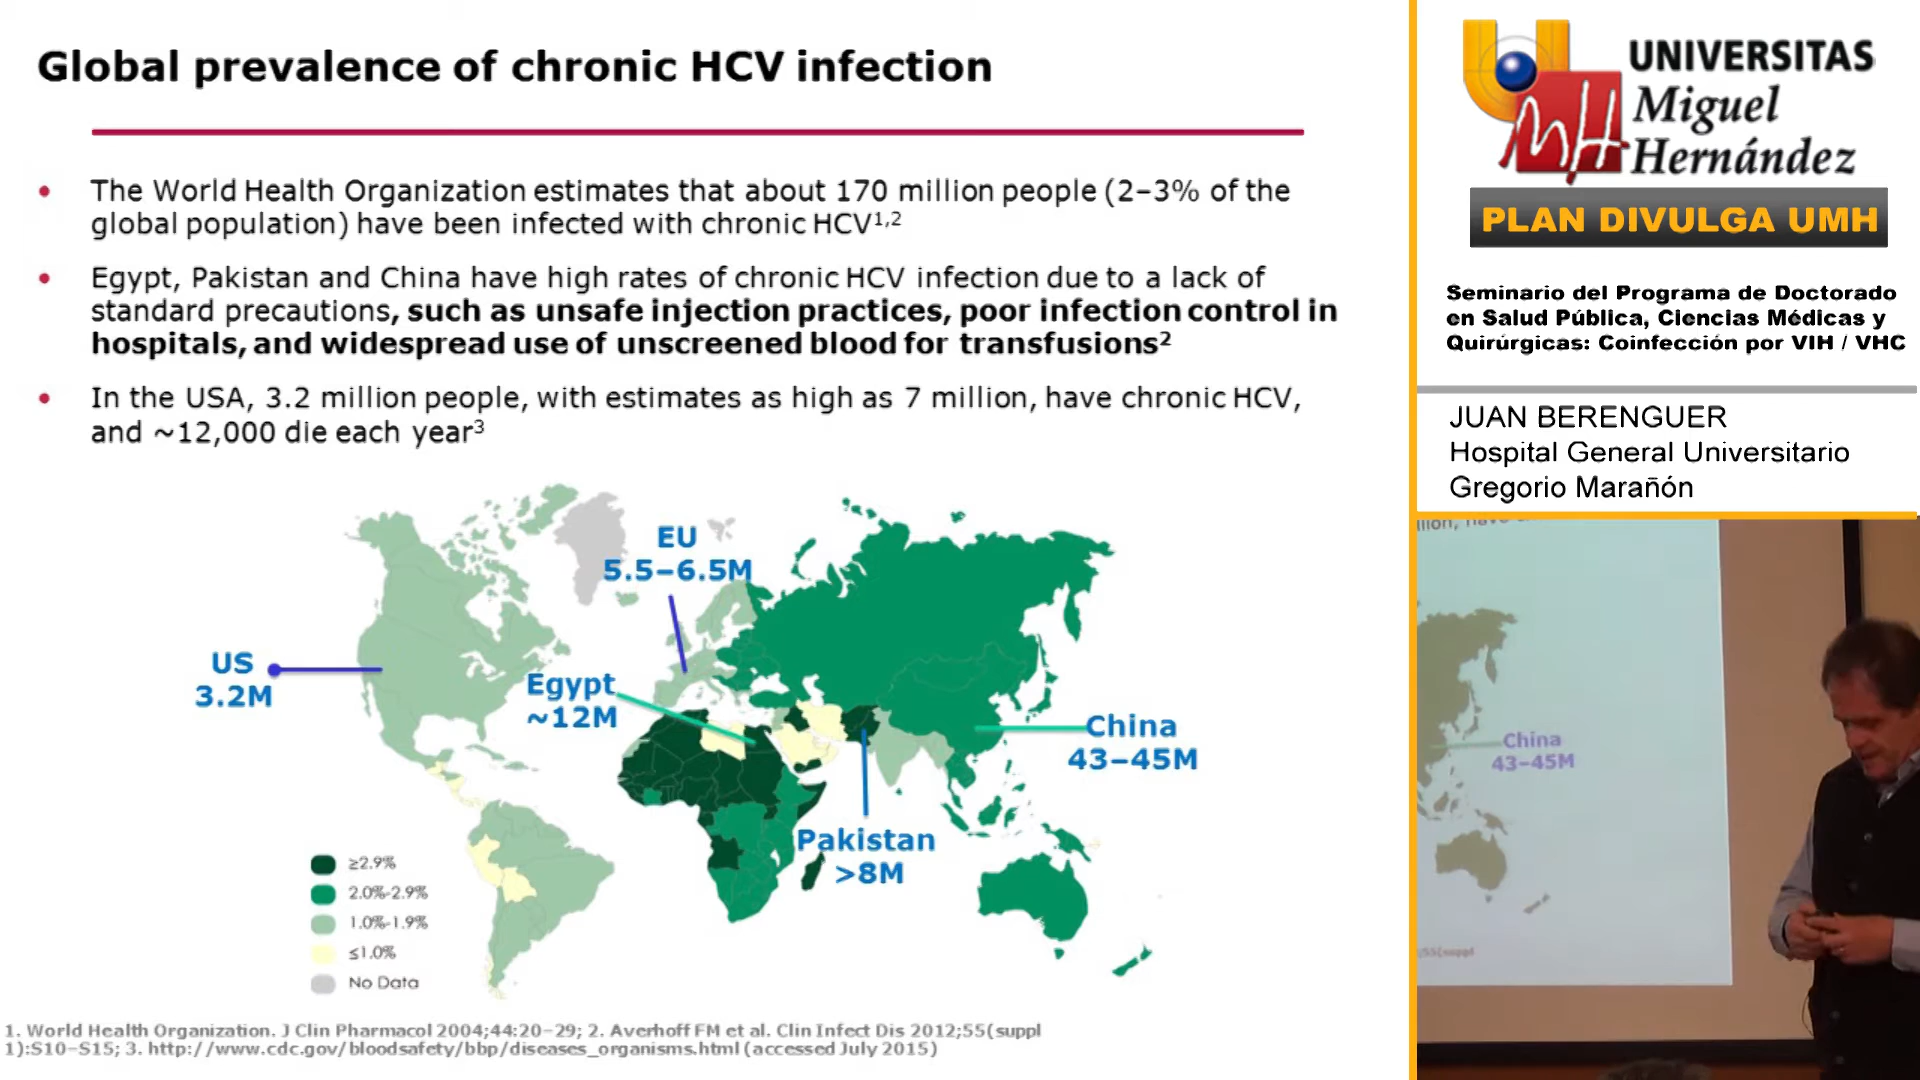 Global prevalence of chronic HCV infection
• The World Health Organization estimates that about 170 million people (2–3% of the
global population) have been infected with chronic HCV1,2
• Egypt, Pakistan and China have high rates of chronic HCV infection due to a lack of
standard precautions, such as unsafe injection practices, poor infection control in
hospitals, and widespread use of unscreened blood for transfusions2
• In the USA, 3.2 million people, with estimates as high as 7 million, have chronic HCV,
and ~12,000 die each year3
EU
5.5–6.5M
US
3.2M
Egypt
~12M
China
43–45M
Pakistan
>8M
≥2.9%
2.0%-2.9%
1.0%-1.9%
≤1.0%
No Data
1. World Health Organization. J Clin Pharmacol 2004;44:20–29; 2. Averhoff FM et al. Clin Infect Dis 2012;55(suppl
1):S10–S15; 3. http://www.cdc.gov/bloodsafety/bbp/diseases_organisms.html (accessed July 2015)
UMH
UNIVERSITAS
Miguel
Hernández
PLAN DIVULGA UMH
Seminario del Programa de Doctorado
en Salud Pública, Ciencias Médicas y
Quirúrgicas: Coinfección por VIH / VHC
JUAN BERENGUER
Hospital General Universitario
Gregorio Marañón
China
43–45M